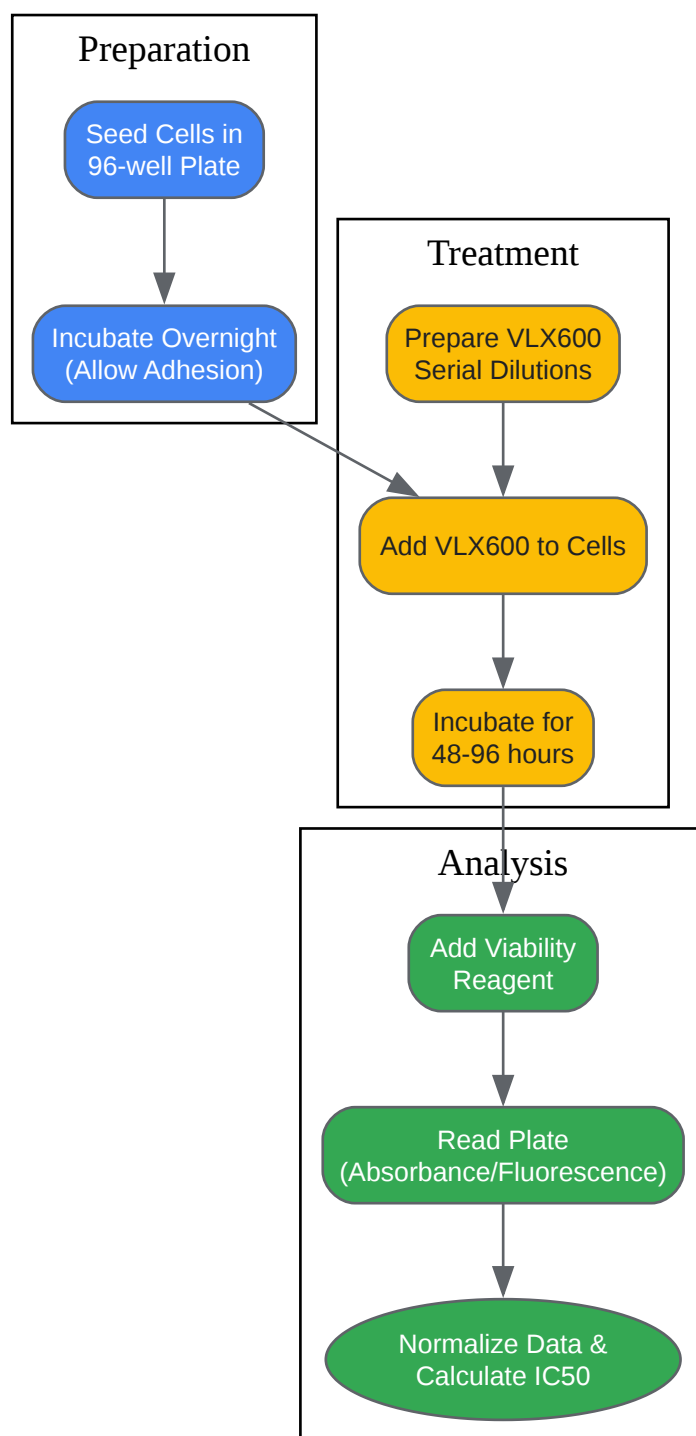 Preparation
Seed Cells in
96-well Plate
Incubate Overnight
(Allow Adhesion)
Treatment
Prepare VLX600
Serial Dilutions
Add VLX600 to Cells
Incubate for
48-96 hours
Analysis
Add Viability
Reagent
Read Plate
(Absorbance/Fluorescence)
Normalize Data &
Calculate IC50